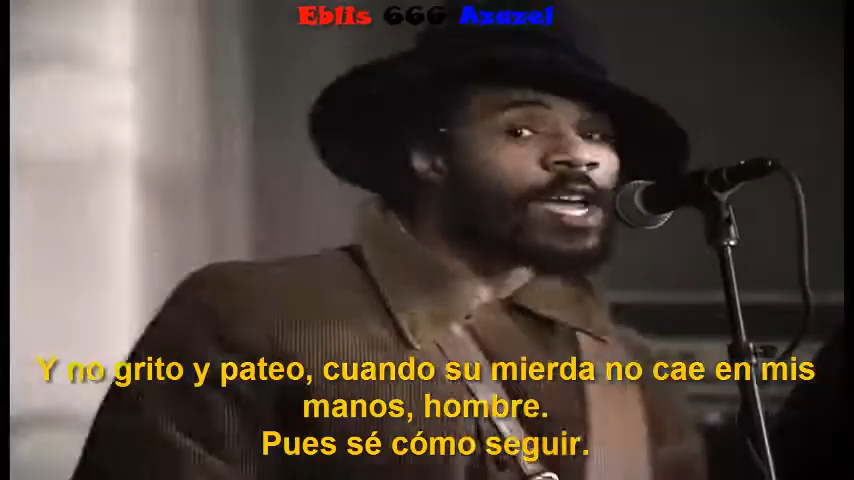 Eblis 666 Azazel
Y no grito y pateo, cuando su mierda no cae en mis
manos, hombre.
Pues sé cómo seguir.